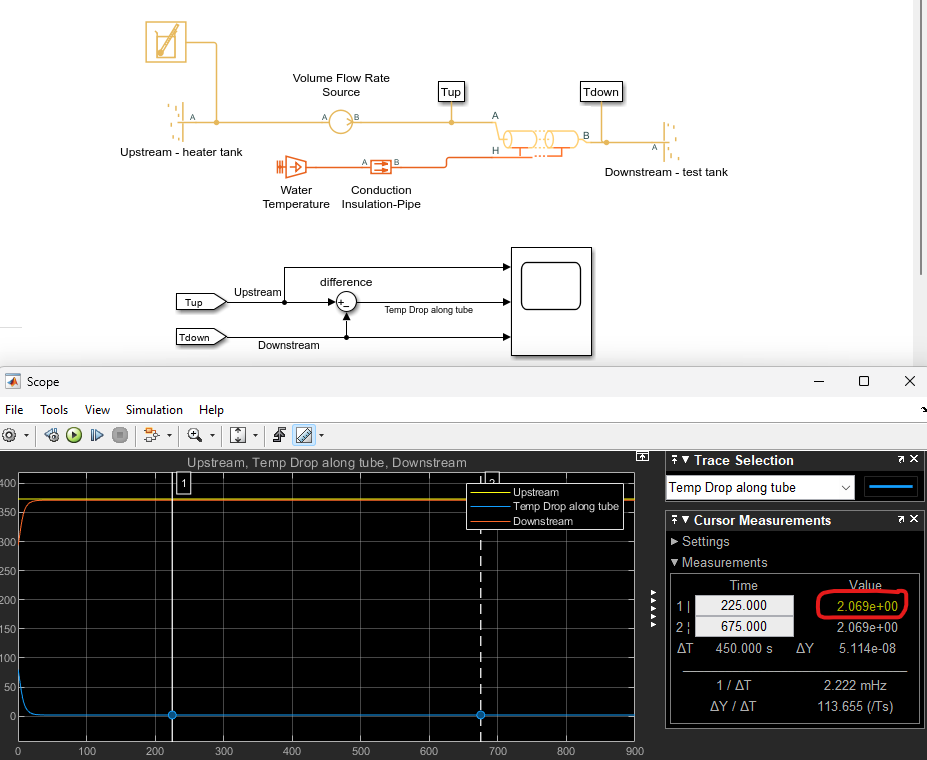 Volume Flow Rate
Source
Tup
Tdown
A
A
B
A
B
A
H
A
B
Upstream - heater tank
Downstream - test tank
Water
Temperature
Conduction
Insulation-Pipe
difference
Upstream
Tup
+
−
Temp Drop along tube
Tdown
Downstream
Scope
File Tools View Simulation Help
Upstream, Temp Drop along tube, Downstream
1
2
Upstream
Temp Drop along tube
Downstream
400
350
300
250
200
150
100
50
0
0 100 200 300 400 500 600 700 800 900
Trace Selection
Temp Drop along tube
Cursor Measurements
Settings
Measurements
Time Value
1 | 225.000 2.069e+00
2 ¦ 675.000 2.069e+00
ΔT 450.000 s ΔY 5.114e-08
1 / ΔT 2.222 mHz
ΔY / ΔT 113.655 (/Ts)